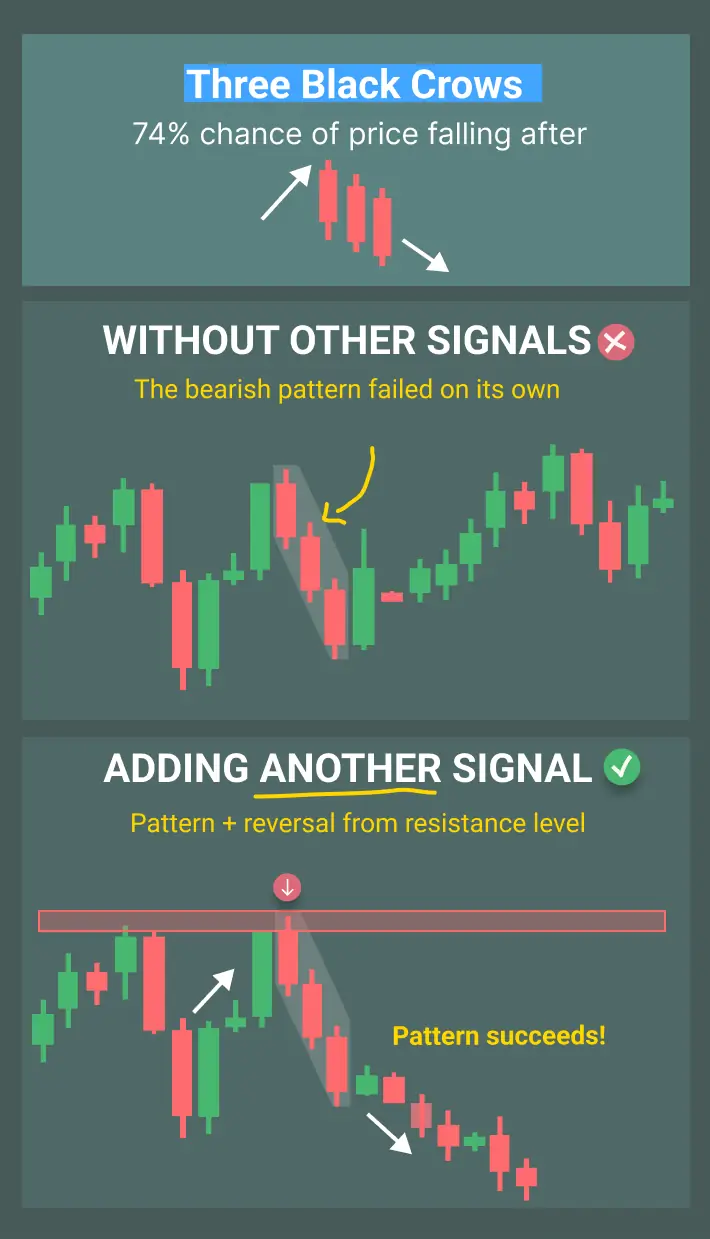 Three Black Crows
74% chance of price falling after
WITHOUT OTHER SIGNALS
The bearish pattern failed on its own
ADDING ANOTHER SIGNAL
Pattern + reversal from resistance level
Pattern succeeds!